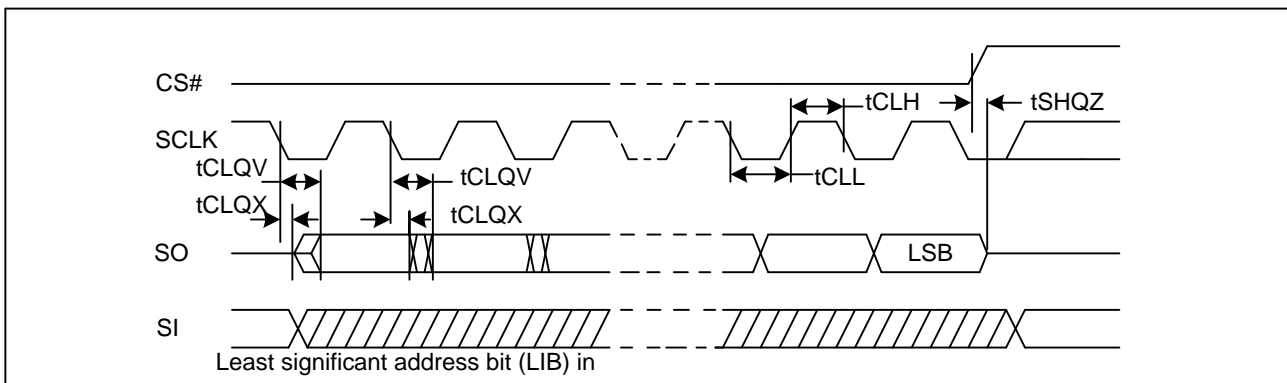 CS#
tCLH
tSHQZ
SCLK
tCLQV
tCLQV
tCLL
tCLQX
tCLQX
SO
LSB
SI
Least significant address bit (LIB) in